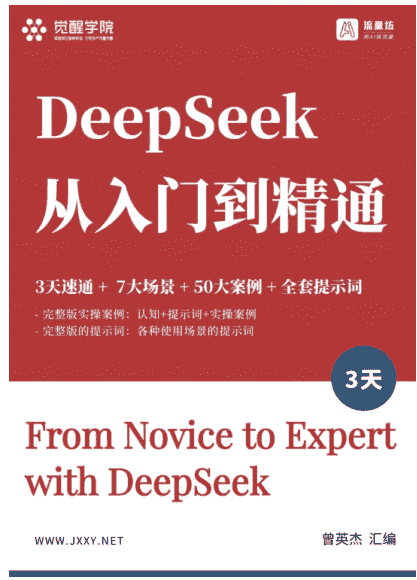 觉醒学院
流量坊
DeepSeek
从入门到精通
3天速通 + 7大场景 + 50大案例 + 全套提示词
- 完整版实操案例：认知+提示词+实操案例
- 完整版的提示词：各种使用场景的提示词
3天
From Novice to Expert
with DeepSeek
WWW.JXXY.NET
曾英杰 汇编